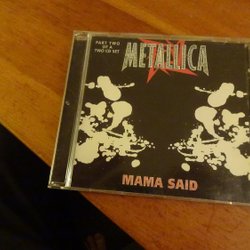 PART TWO
OF A
TWO CD SET
METALLICA
MAMA SAID